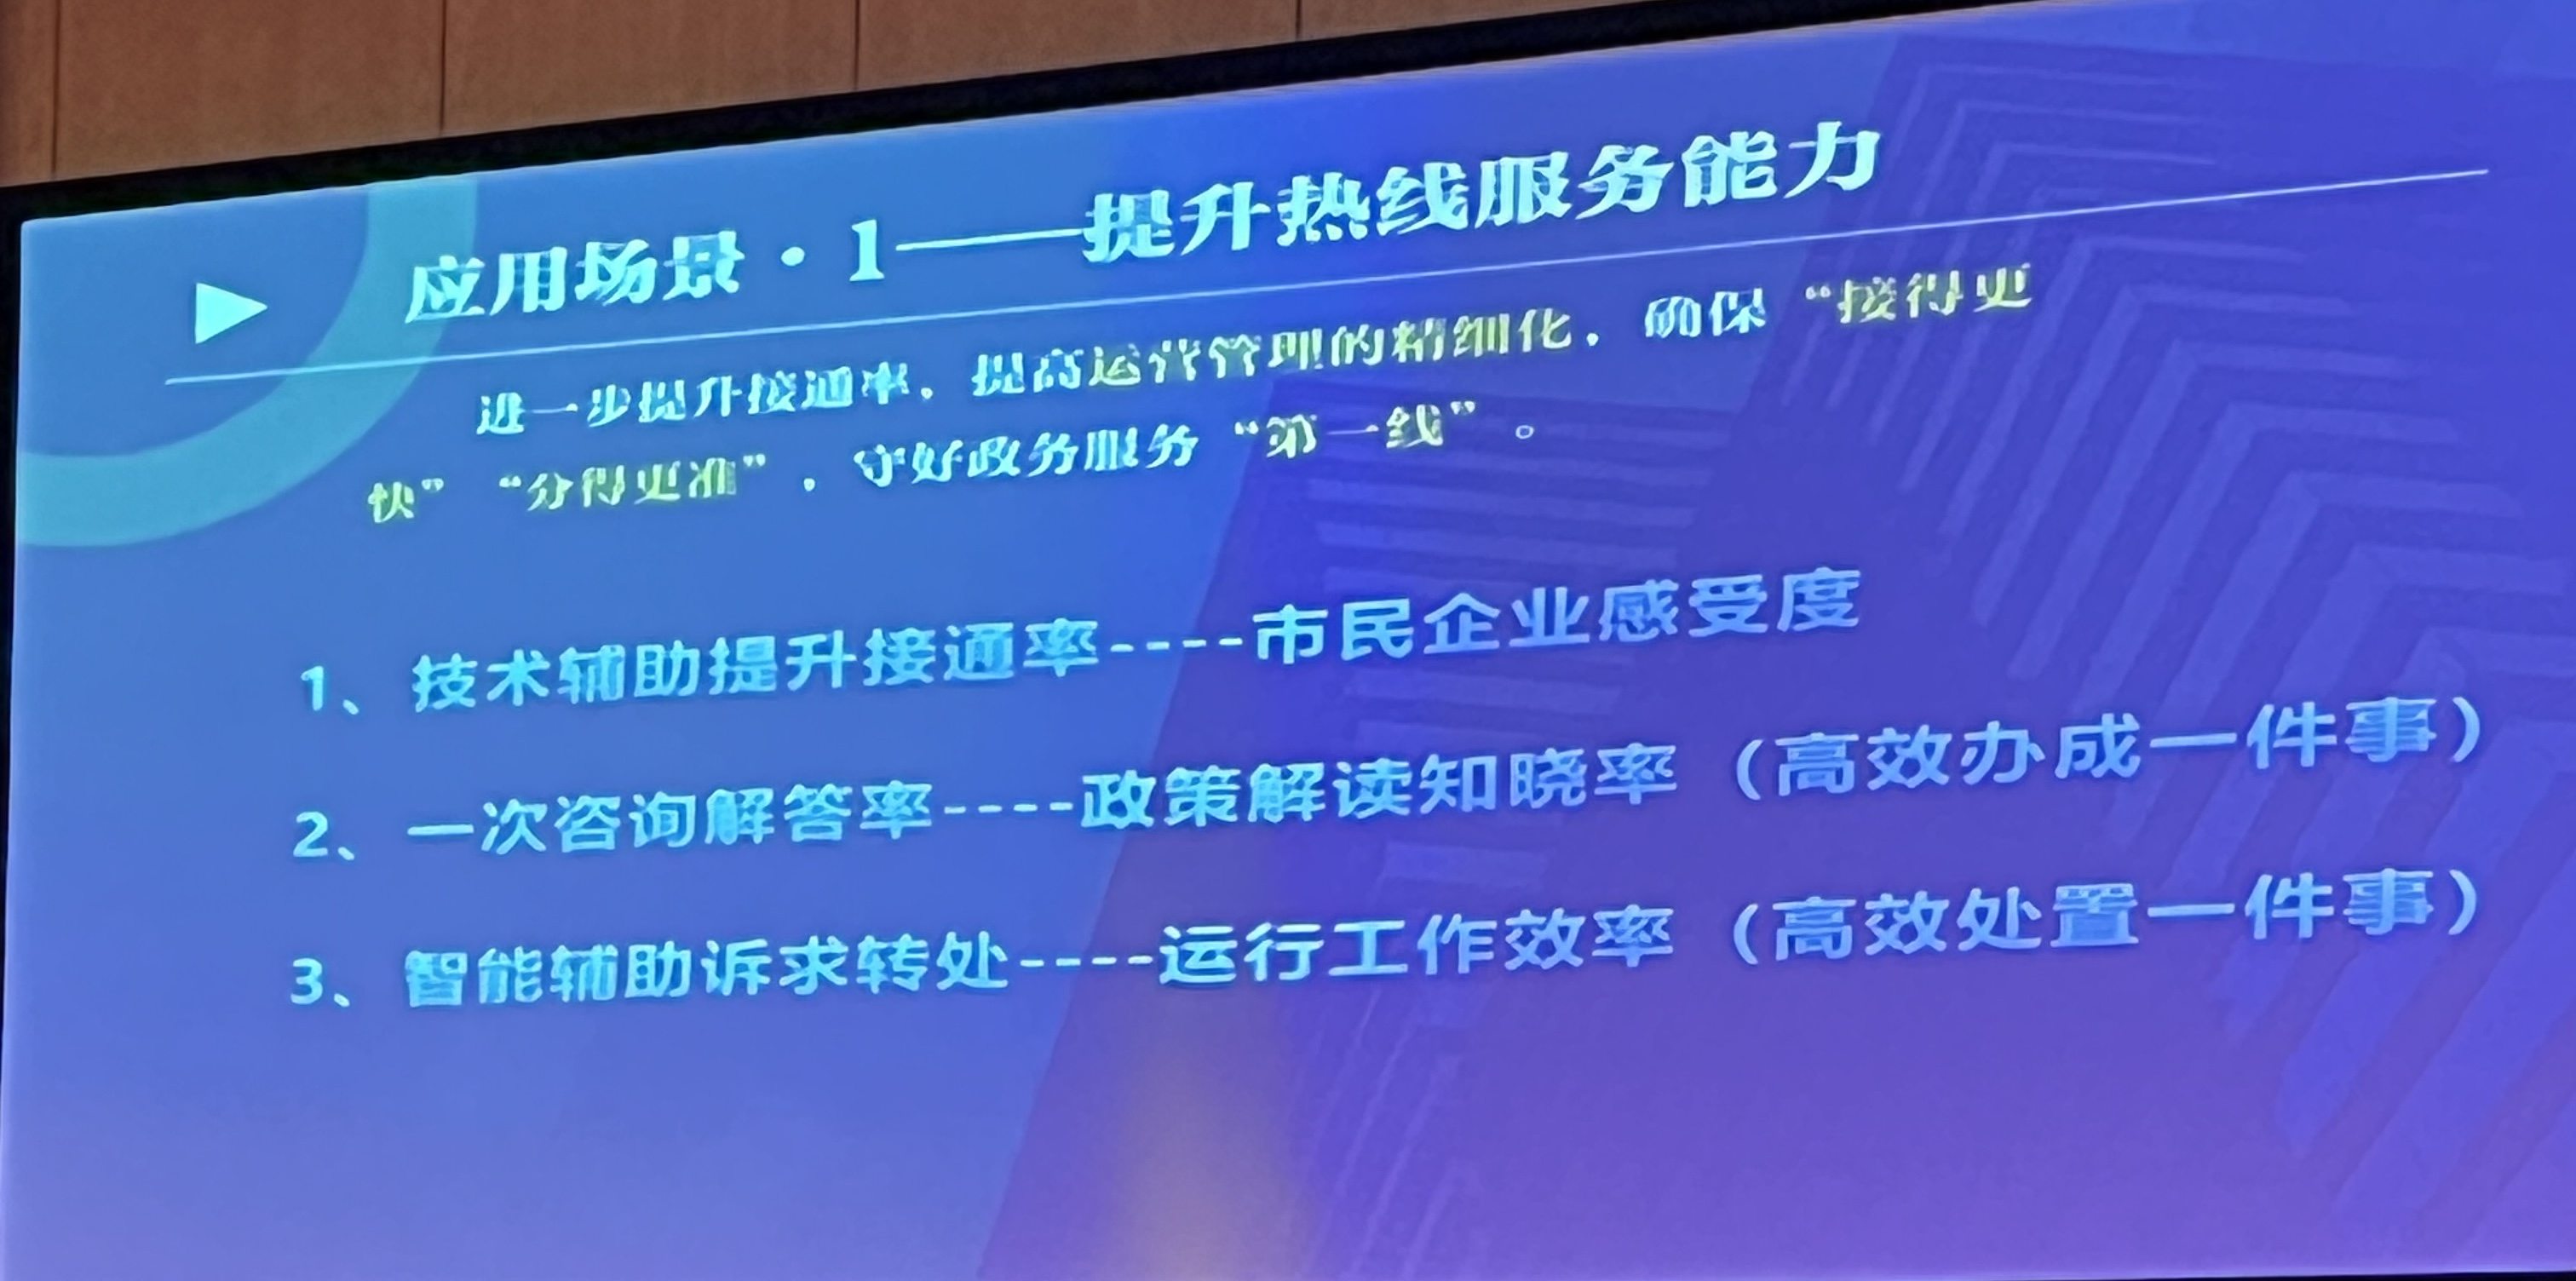 应用场景·1——提升热线服务能力
进一步提升接通率，提高运营管理的精细化，确保“接得更
快”“分得更准”，守好政务服务“第一线”。
1、技术辅助提升接通率----市民企业感受度
2、一次咨询解答率----政策解读知晓率（高效办成一件事）
3、智能辅助诉求转处----运行工作效率（高效处置一件事）